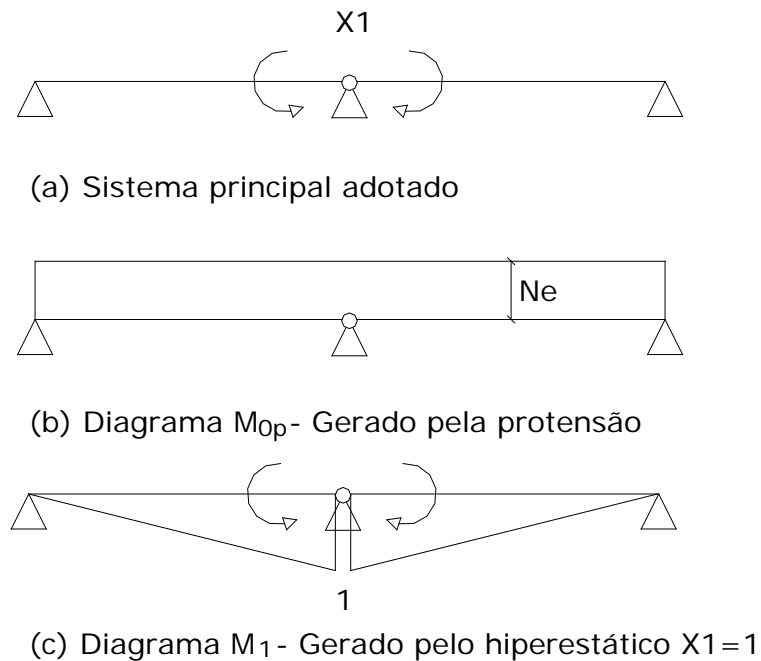 X1
(a) Sistema principal adotado
Ne
(b) Diagrama M0p- Gerado pela protensão
1
(c) Diagrama M1- Gerado pelo hiperestático X1=1